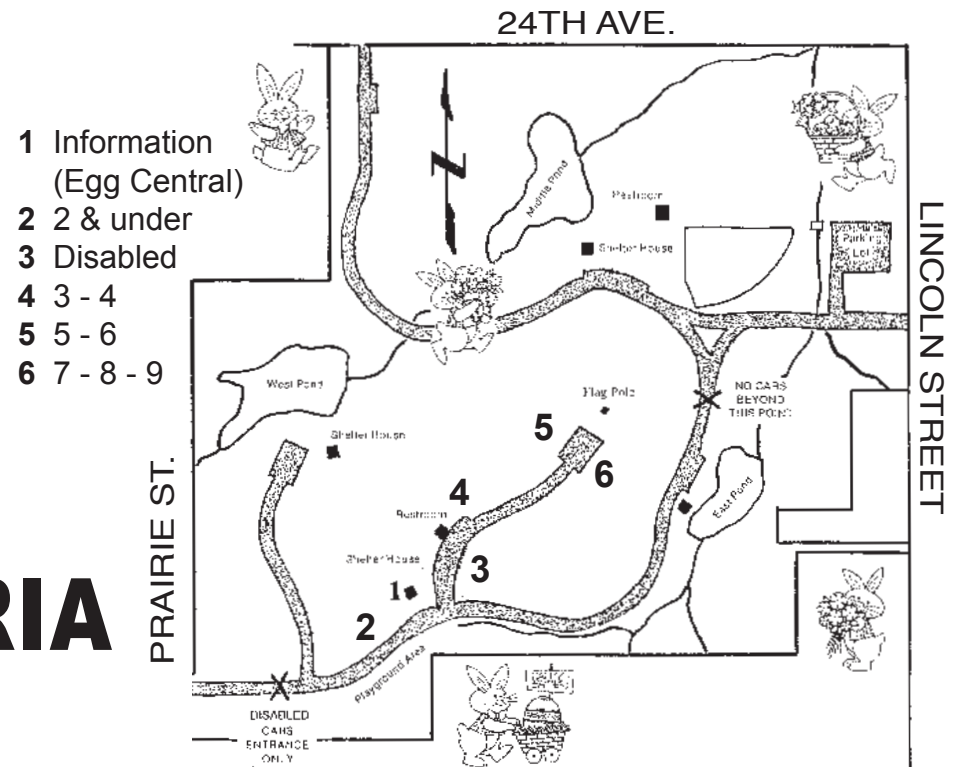 24TH AVE.
1 Information
(Egg Central)
2 2 & under
3 Disabled
4 3 - 4
5 5 - 6
6 7 - 8 - 9
N
Middle Pond
Restroom
Shelter House
Parking
Lot
LINCOLN STREET
West Pond
Flag Pole
NO CARS
BEYOND
THIS POINT
Shelter House
5
6
4
East Pond
Restroom
Shelter House
3
1
2
PRAIRIE ST.
RIA
Playground Area
DISABLED
CARS
ENTRANCE
ONLY